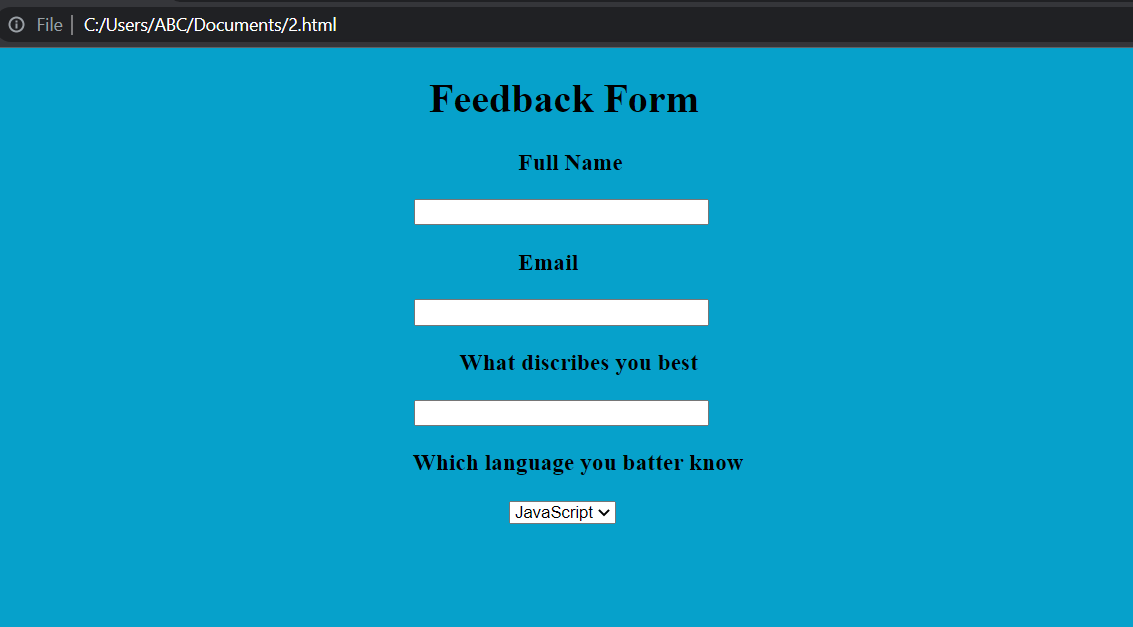 File C:/Users/ABC/Documents/2.html
Feedback Form
Full Name
Email
What discribes you best
Which language you batter know
JavaScript